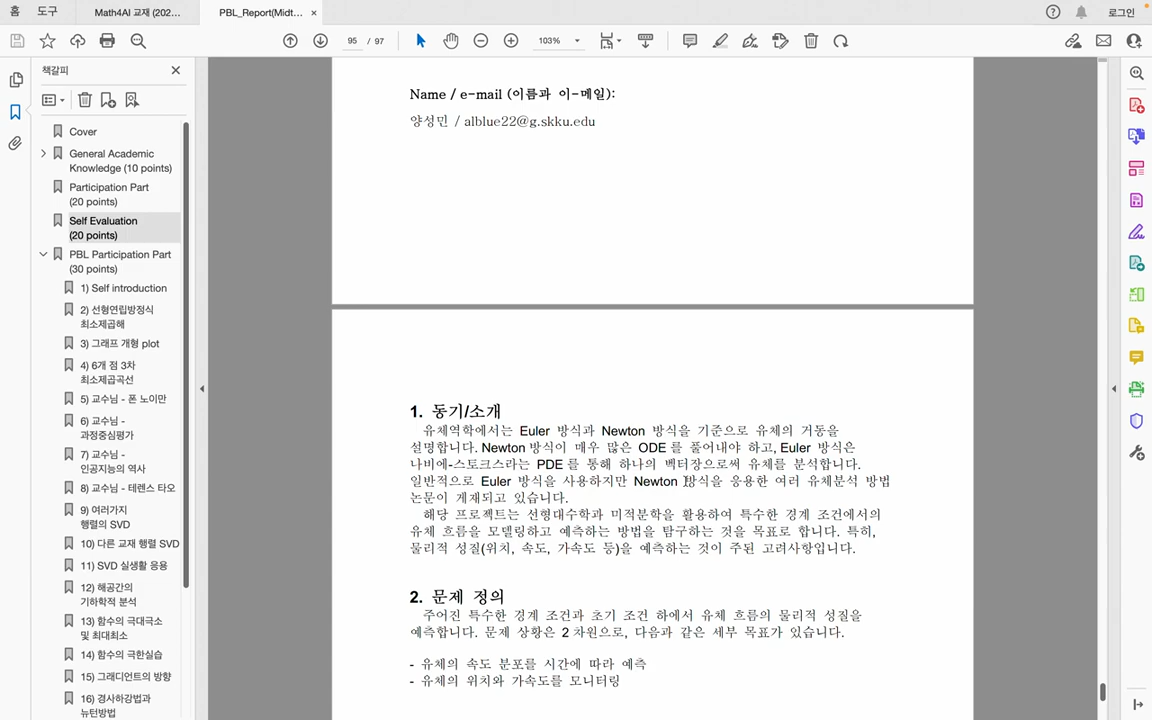 홈 도구 Math4AI 교재 (202... PBL_Report(Midt... × 로그인
95 / 97 103%
책갈피
Cover
General Academic
Knowledge (10 points)
Participation Part
(20 points)
Self Evaluation
(20 points)
PBL Participation Part
(30 points)
1) Self introduction
2) 선형연립방정식
최소제곱해
3) 그래프 개형 plot
4) 6개 점 3차
최소제곱곡선
5) 교수님 - 폰 노이만
6) 교수님 -
과정중심평가
7) 교수님 -
인공지능의 역사
8) 교수님 - 테렌스 타오
9) 여러가지
행렬의 SVD
10) 다른 교재 행렬 SVD
11) SVD 실생활 응용
12) 해공간의
기하학적 분석
13) 함수의 극대극소
및 최대최소
14) 함수의 극한실습
15) 그래디언트의 방향
16) 경사하강법과
뉴턴방법
Name / e-mail (이름과 이-메일):
양성민 / alblue22@g.skku.edu
1. 동기/소개
유체역학에서는 Euler 방식과 Newton 방식을 기준으로 유체의 거동을
설명합니다. Newton 방식이 매우 많은 ODE 를 풀어내야 하고, Euler 방식은
나비에-스토크스라는 PDE 를 통해 하나의 벡터장으로써 유체를 분석합니다.
일반적으로 Euler 방식을 사용하지만 Newton 방식을 응용한 여러 유체분석 방법
논문이 게재되고 있습니다.
해당 프로젝트는 선형대수학과 미적분학을 활용하여 특수한 경계 조건에서의
유체 흐름을 모델링하고 예측하는 방법을 탐구하는 것을 목표로 합니다. 특히,
물리적 성질(위치, 속도, 가속도 등)을 예측하는 것이 주된 고려사항입니다.
2. 문제 정의
주어진 특수한 경계 조건과 초기 조건 하에서 유체 흐름의 물리적 성질을
예측합니다. 문제 상황은 2 차원으로, 다음과 같은 세부 목표가 있습니다.
- 유체의 속도 분포를 시간에 따라 예측
- 유체의 위치와 가속도를 모니터링